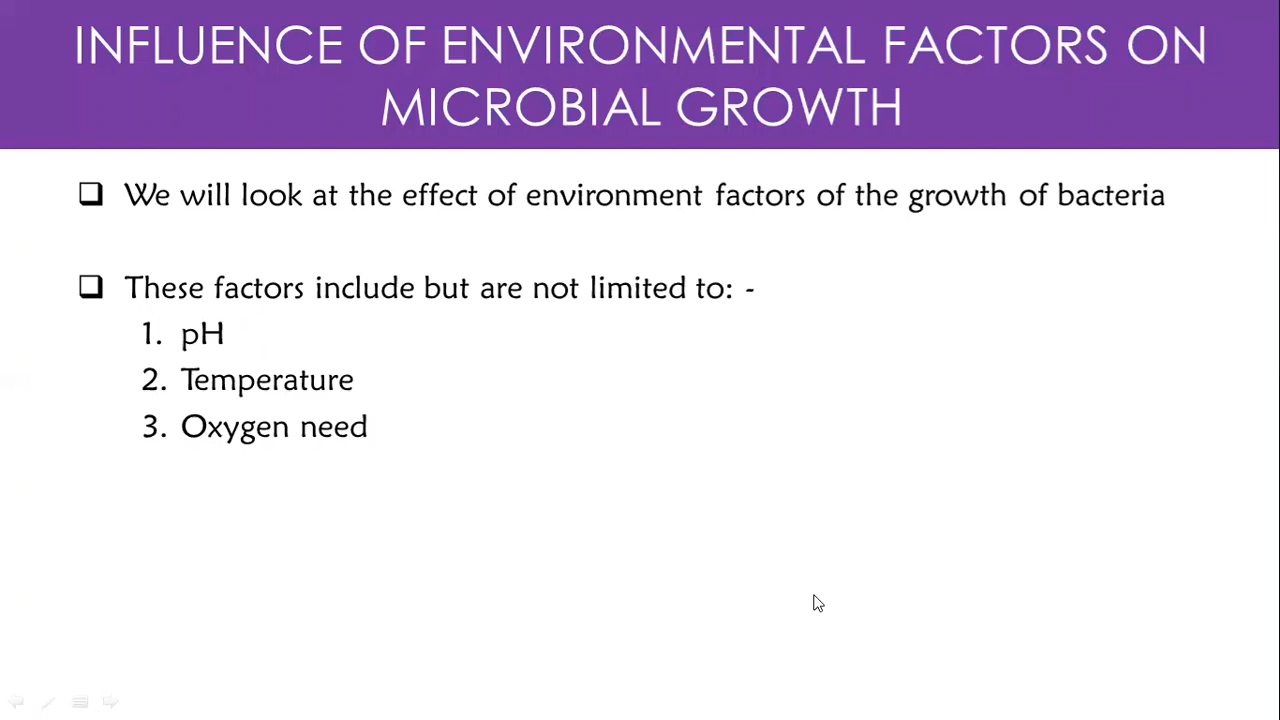 INFLUENCE OF ENVIRONMENTAL FACTORS ON
MICROBIAL GROWTH
We will look at the effect of environment factors of the growth of bacteria
These factors include but are not limited to: -
1. pH
2. Temperature
3. Oxygen need